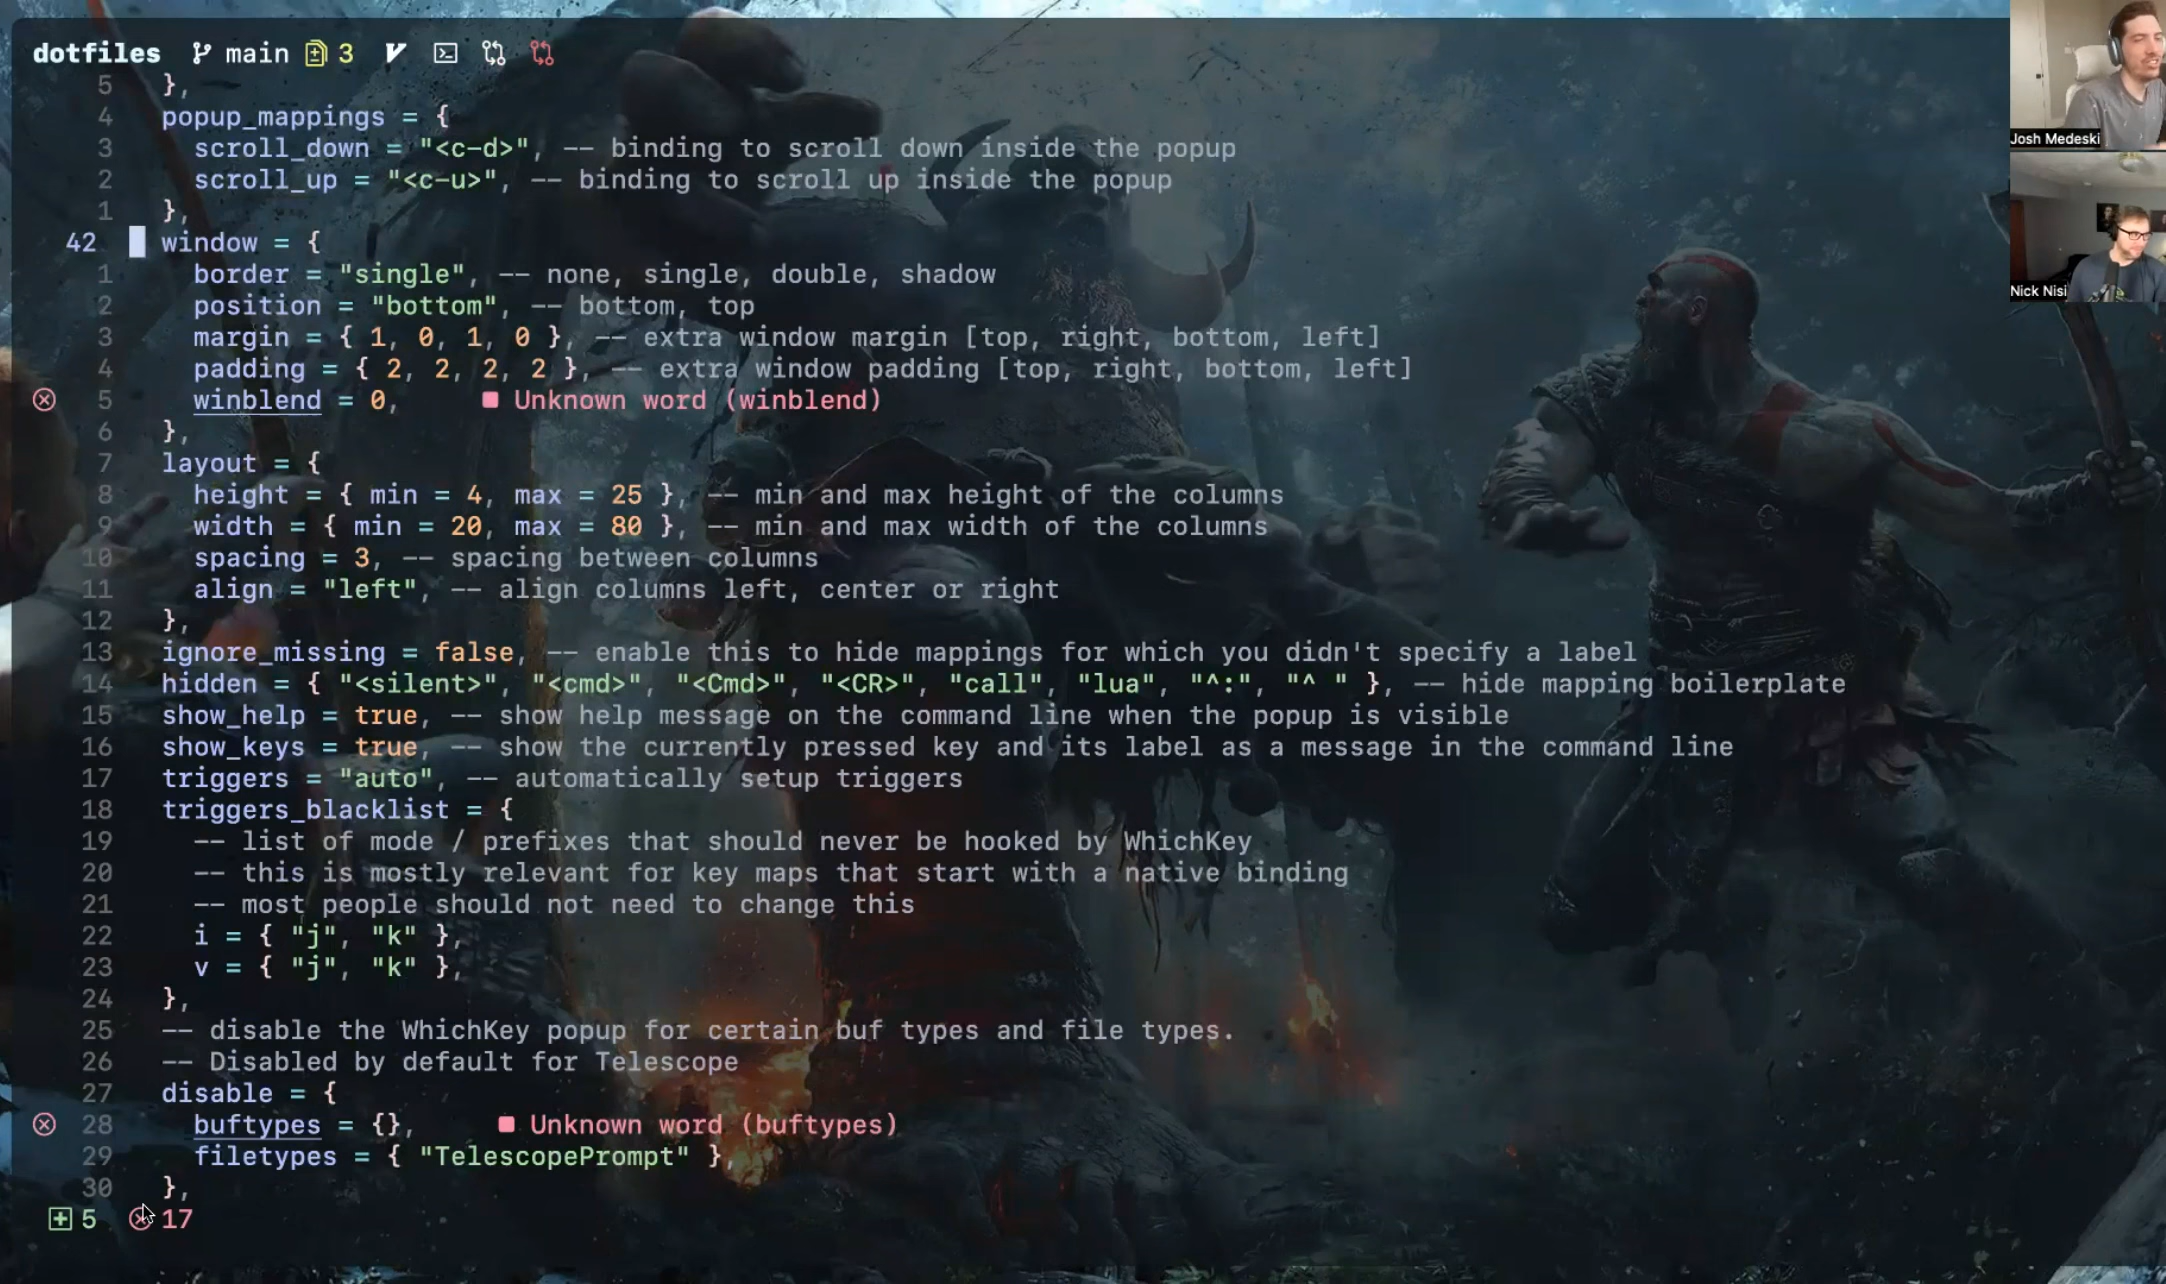 dotfiles main 3
5 },
4 popup_mappings = {
3 scroll_down = "<c-d>", -- binding to scroll down inside the popup
2 scroll_up = "<c-u>", -- binding to scroll up inside the popup
1 },
42 window = {
1 border = "single", -- none, single, double, shadow
2 position = "bottom", -- bottom, top
3 margin = { 1, 0, 1, 0 }, -- extra window margin [top, right, bottom, left]
4 padding = { 2, 2, 2, 2 }, -- extra window padding [top, right, bottom, left]
5 winblend = 0, ■ Unknown word (winblend)
6 },
7 layout = {
8 height = { min = 4, max = 25 }, -- min and max height of the columns
9 width = { min = 20, max = 80 }, -- min and max width of the columns
10 spacing = 3, -- spacing between columns
11 align = "left", -- align columns left, center or right
12 },
13 ignore_missing = false, -- enable this to hide mappings for which you didn't specify a label
14 hidden = { "<silent>", "<cmd>", "<Cmd>", "<CR>", "call", "lua", "^:", "^ " }, -- hide mapping boilerplate
15 show_help = true, -- show help message on the command line when the popup is visible
16 show_keys = true, -- show the currently pressed key and its label as a message in the command line
17 triggers = "auto", -- automatically setup triggers
18 triggers_blacklist = {
19 -- list of mode / prefixes that should never be hooked by WhichKey
20 -- this is mostly relevant for key maps that start with a native binding
21 -- most people should not need to change this
22 i = { "j", "k" },
23 v = { "j", "k" },
24 },
25 -- disable the WhichKey popup for certain buf types and file types.
26 -- Disabled by default for Telescope
27 disable = {
28 buftypes = {}, ■ Unknown word (buftypes)
29 filetypes = { "TelescopePrompt" },
30 },
5 17
Josh Medeski
Nick Nisi